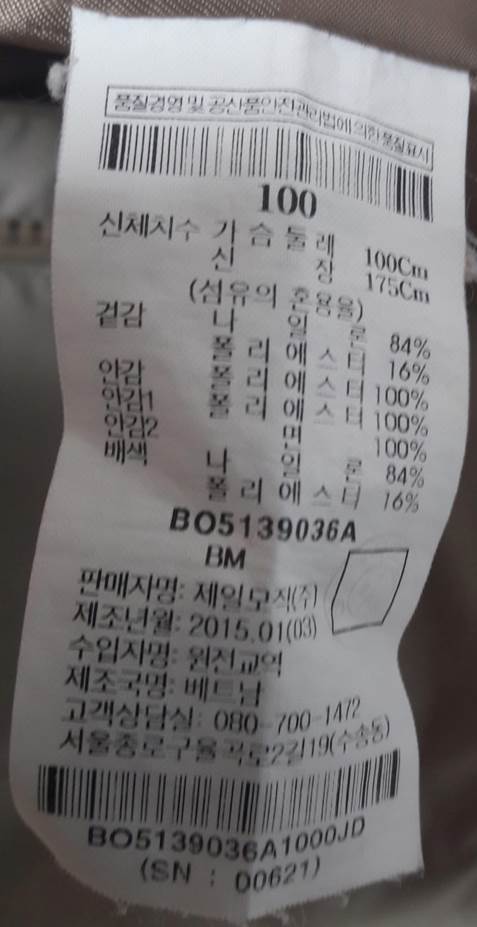 품질경영 및 공산품안전관리법에 의한 품질표시
100
신체치수 가 슴 둘 레 100Cm
신 장 175Cm
(섬유의 혼용율)
겉감 나 일 론 84%
폴 리 에 스 터 16%
안감 폴 리 에 스 터 100%
안감1 폴 리 에 스 터 100%
안감2 면 100%
배색 나 일 론 84%
폴 리 에 스 터 16%
BO5139036A
BM
판매자명: 제일모직(주)
제조년월: 2015.01(03)
수입자명: 원전교역
제조국명: 베트남
고객상담실: 080-700-1472
서울종로구율곡로2길19(수송동)
BO5139036A1000JD
(SN : D0621)